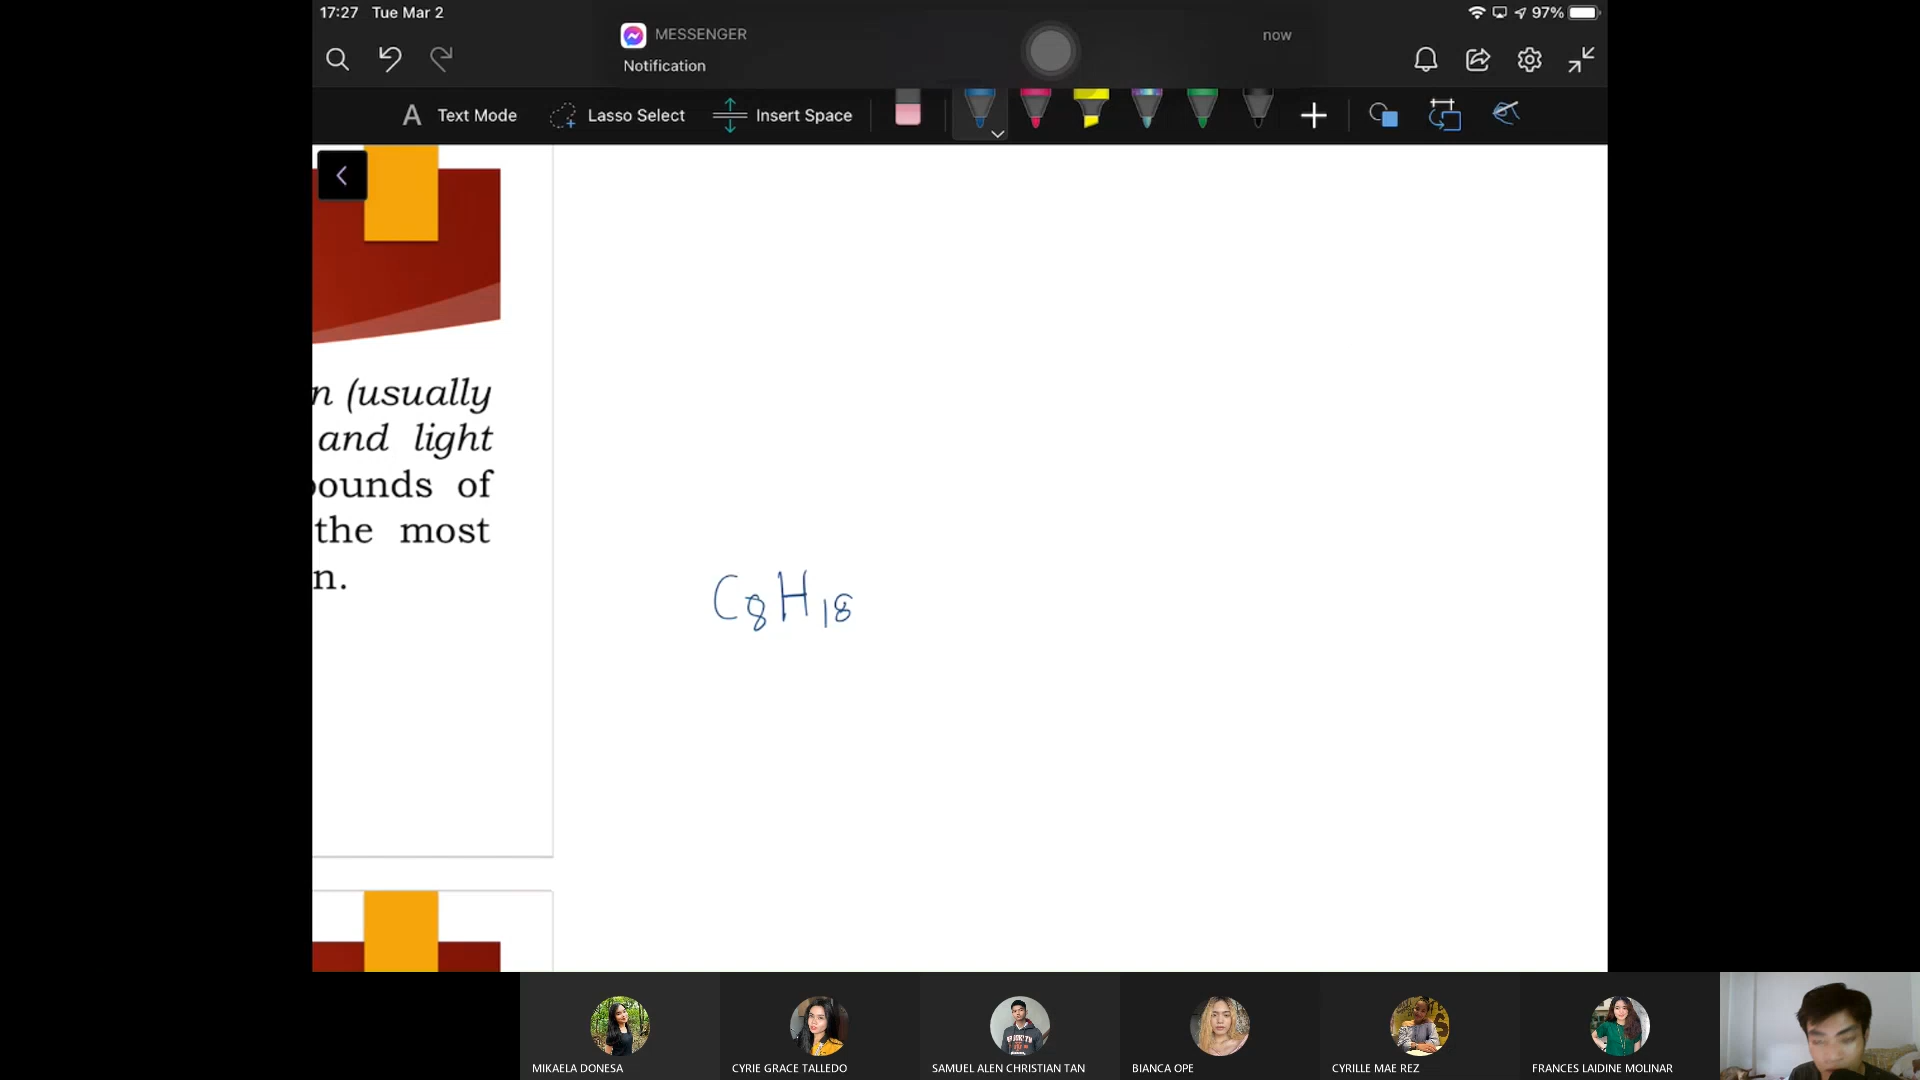 17:27 Tue Mar 2
97%
MESSENGER
now
Notification
A Text Mode
Lasso Select
Insert Space
n (usually
and light
ounds of
the most
n.
C8H18
MIKAELA DONESA
CYRIE GRACE TALLEDO
SAMUEL ALEN CHRISTIAN TAN
BIANCA OPE
CYRILLE MAE REZ
FRANCES LAIDINE MOLINAR